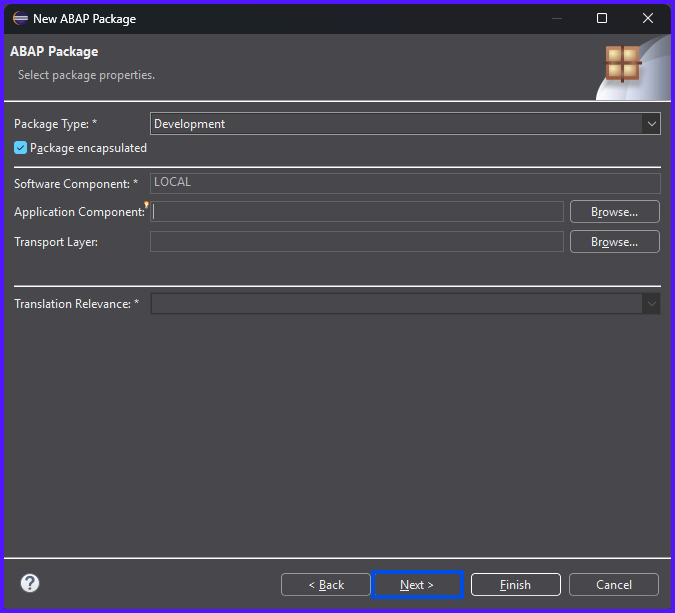 New ABAP Package
ABAP Package
Select package properties.
Package Type: * Development
Package encapsulated
Software Component: * LOCAL
Application Component: Browse...
Transport Layer: Browse...
Translation Relevance: *
? < Back Next > Finish Cancel